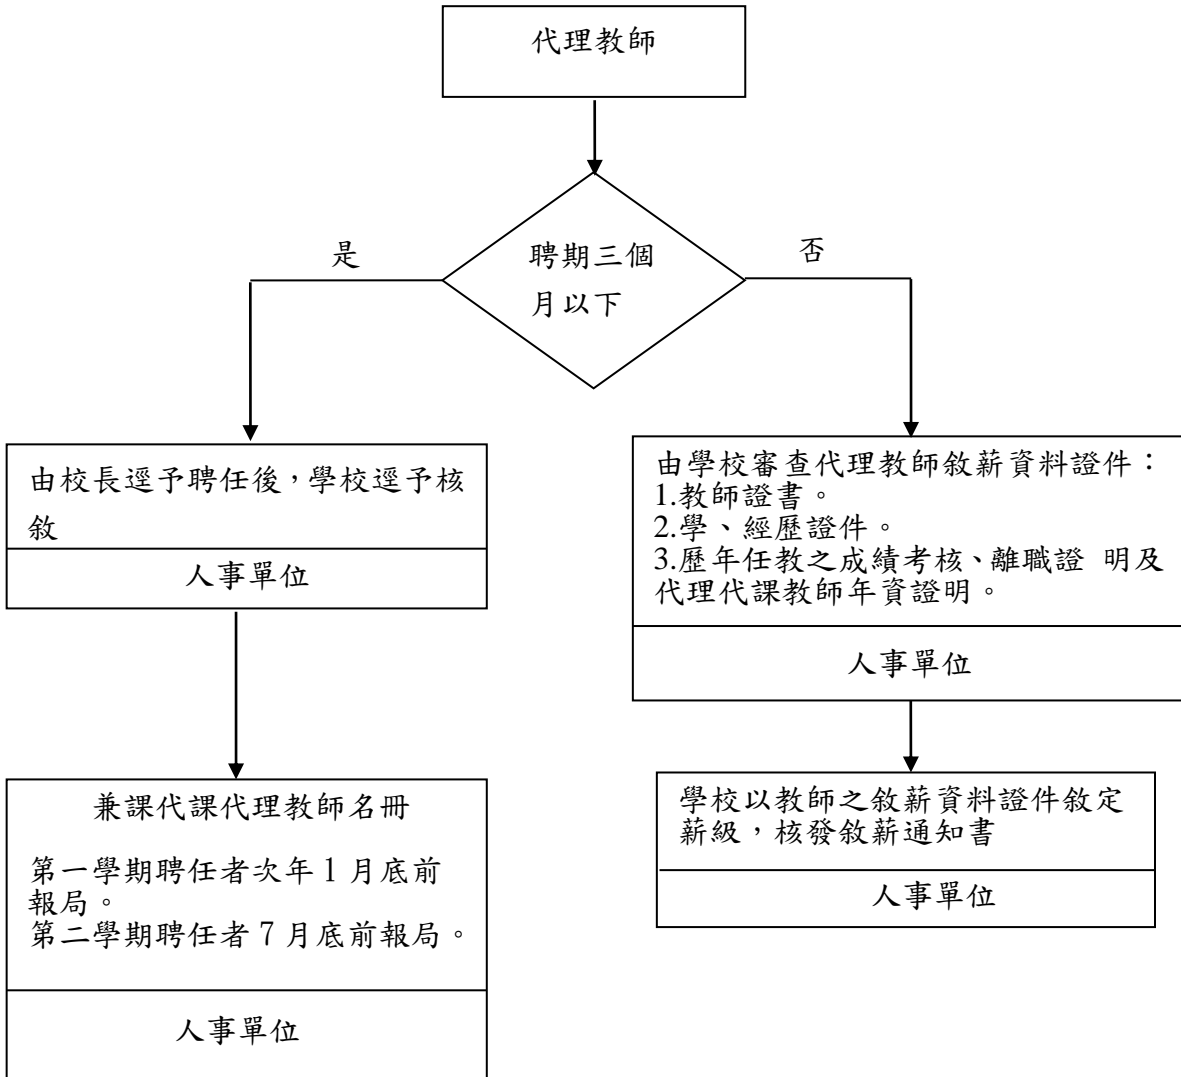 代理教師
聘期三個
月以下
是
否
由校長逕予聘任後，學校逕予核
敘
人事單位
由學校審查代理教師敘薪資料證件：
1.教師證書。
2.學、經歷證件。
3.歷年任教之成績考核、離職證 明及
代理代課教師年資證明。
人事單位
兼課代課代理教師名冊
第一學期聘任者次年 1 月底前
報局。
第二學期聘任者 7 月底前報局。
人事單位
學校以教師之敘薪資料證件敘定
薪級，核發敘薪通知書
人事單位